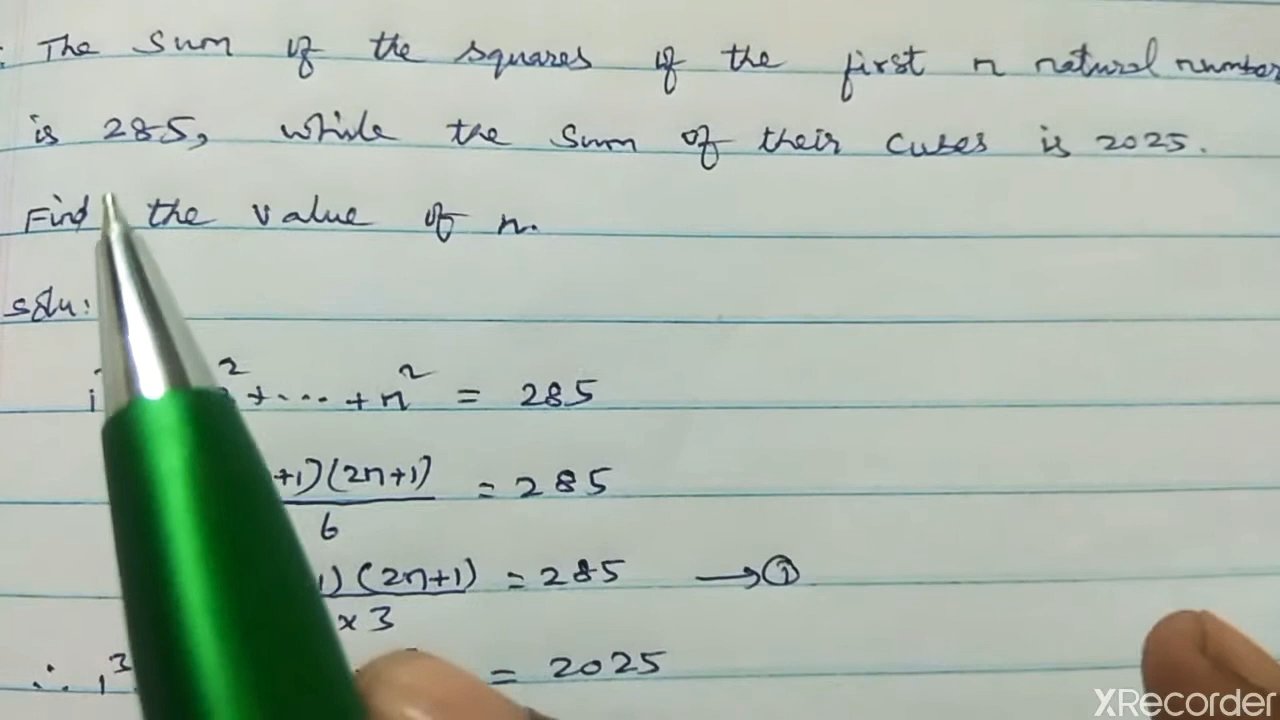 The Sum of the squares of the first n natural number
is 285, while the Sum of their cubes is 2025.
Find the value of n.
Soln:
2 + ... + n² = 285
+1)(2n+1) = 285
6
1) (2n+1) = 285 → ①
x 3
∴ 1³ = 2025
XRecorder